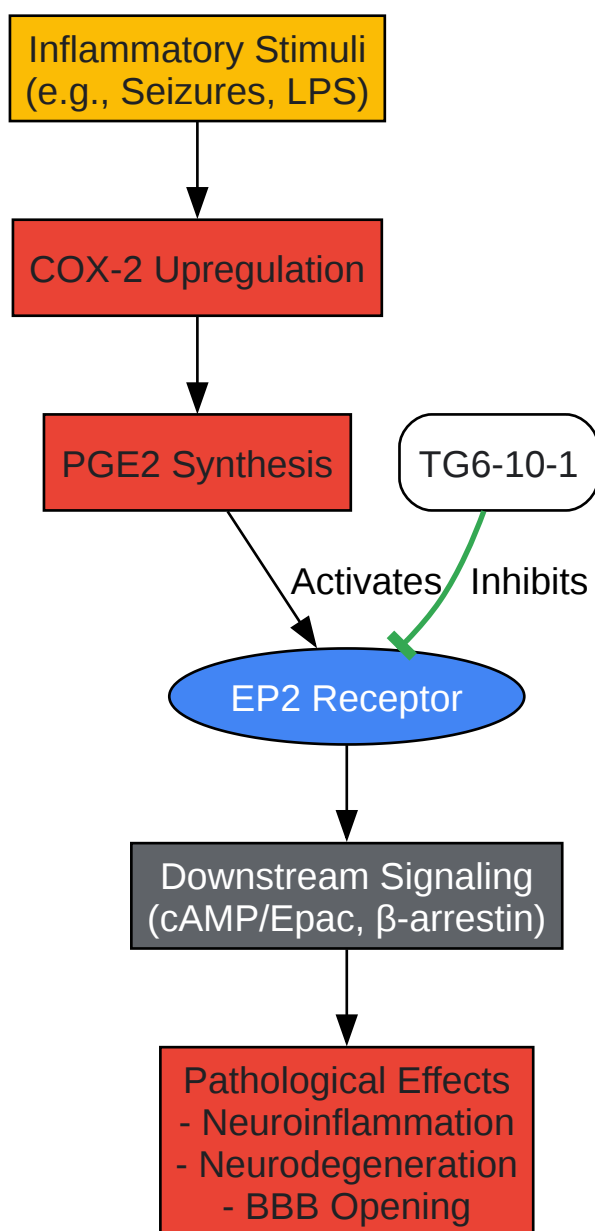 Inflammatory Stimuli
(e.g., Seizures, LPS)
COX-2 Upregulation
PGE2 Synthesis
TG6-10-1
Activates
Inhibits
EP2 Receptor
Downstream Signaling
(cAMP/Epac, β-arrestin)
Pathological Effects
- Neuroinflammation
- Neurodegeneration
- BBB Opening